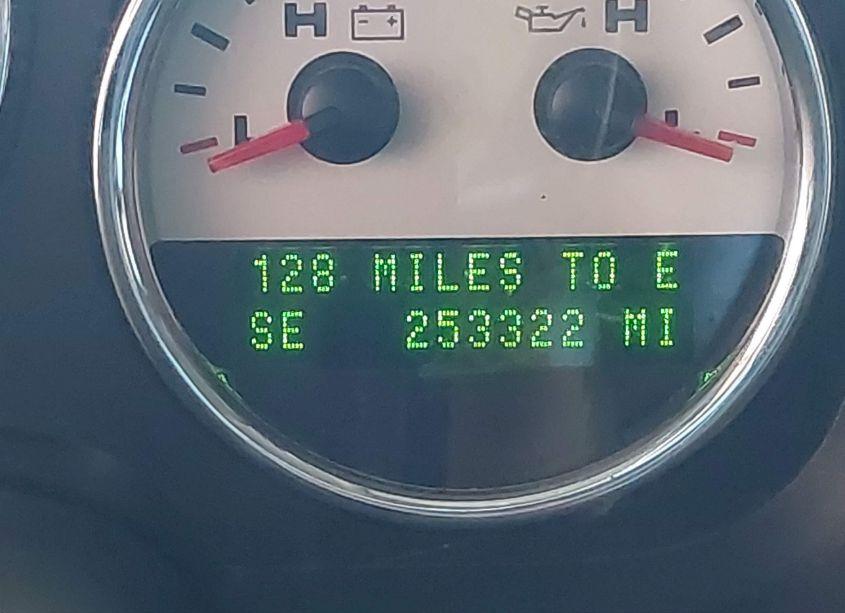 H H
L L
128 MILES TO E
SE 253322 MI